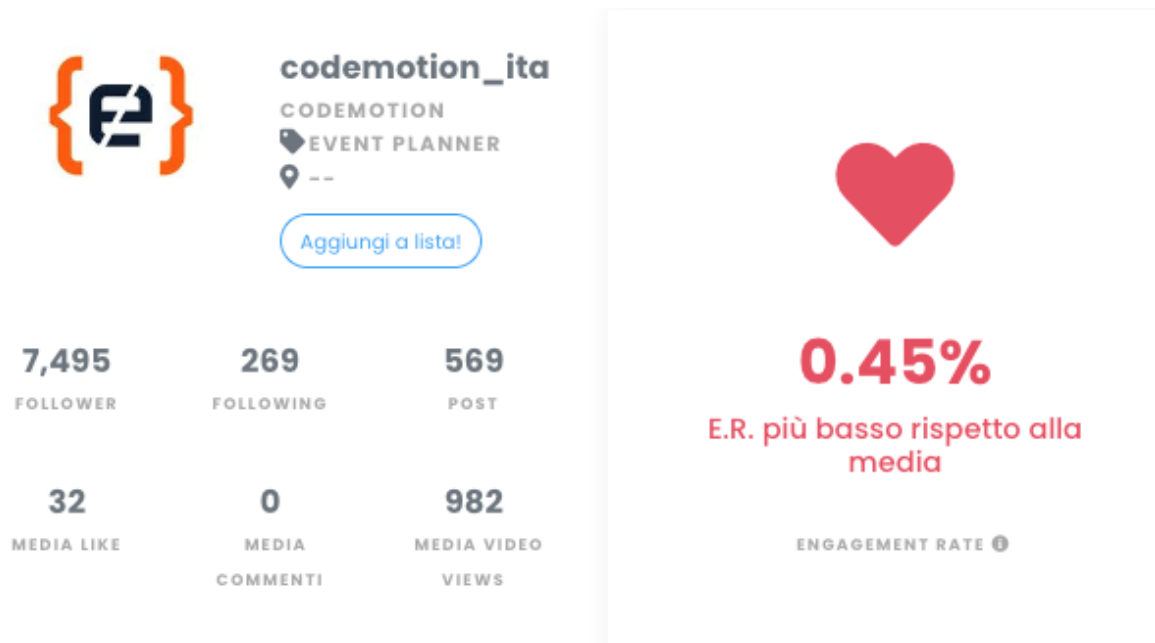 codemotion_ita
CODEMOTION
EVENT PLANNER
--
Aggiungi a lista!
7,495
FOLLOWER
269
FOLLOWING
569
POST
32
MEDIA LIKE
0
MEDIA
COMMENTI
982
MEDIA VIDEO
VIEWS
0.45%
E.R. più basso rispetto alla
media
ENGAGEMENT RATE